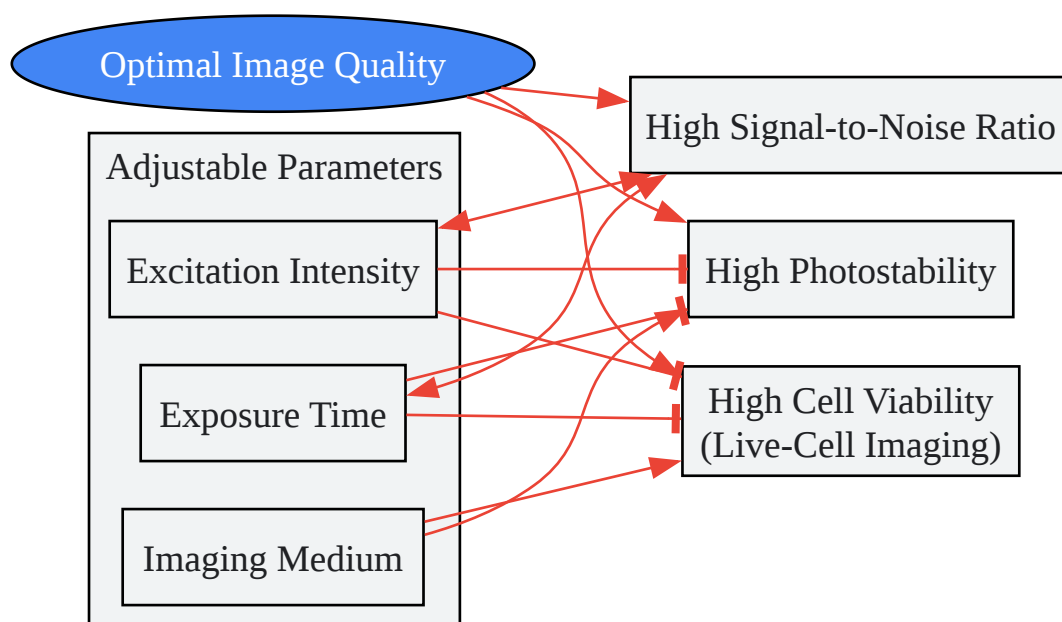 Optimal Image Quality
High Signal-to-Noise Ratio
Adjustable Parameters
Excitation Intensity
High Photostability
Exposure Time
High Cell Viability
(Live-Cell Imaging)
Imaging Medium